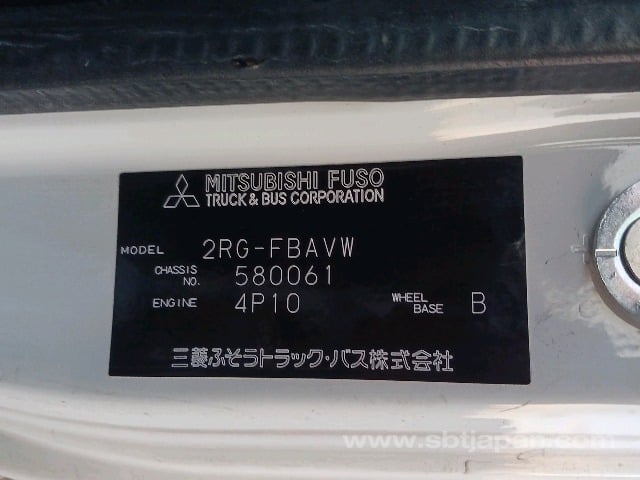 MITSUBISHI FUSO
TRUCK & BUS CORPORATION
MODEL 2RG-FBAVW
CHASSIS NO. 580061
ENGINE 4P10 WHEEL BASE B
三菱ふそうトラック・バス株式会社
www.sbtjapan.com